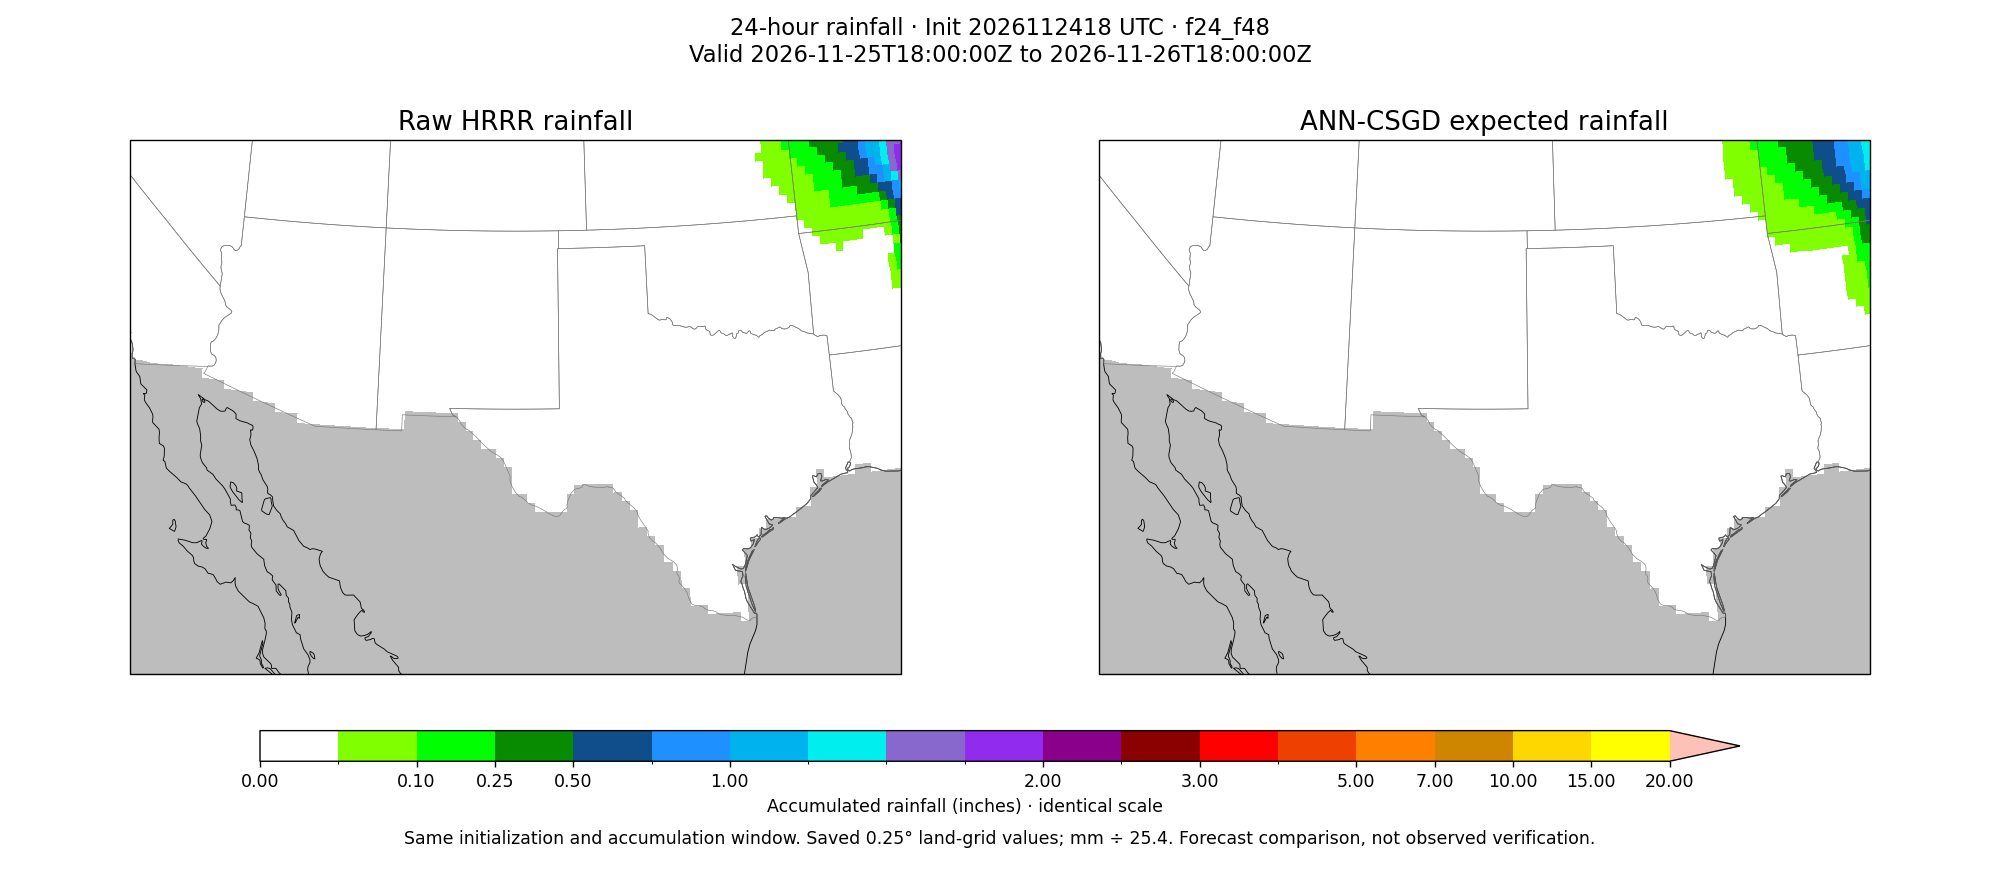 24-hour rainfall · Init 2026112418 UTC · f24_f48
Valid 2026-11-25T18:00:00Z to 2026-11-26T18:00:00Z
Raw HRRR rainfall
ANN-CSGD expected rainfall
0.00 0.10 0.25 0.50 1.00 2.00 3.00 5.00 7.00 10.00 15.00 20.00
Accumulated rainfall (inches) · identical scale
Same initialization and accumulation window. Saved 0.25° land-grid values; mm ÷ 25.4. Forecast comparison, not observed verification.